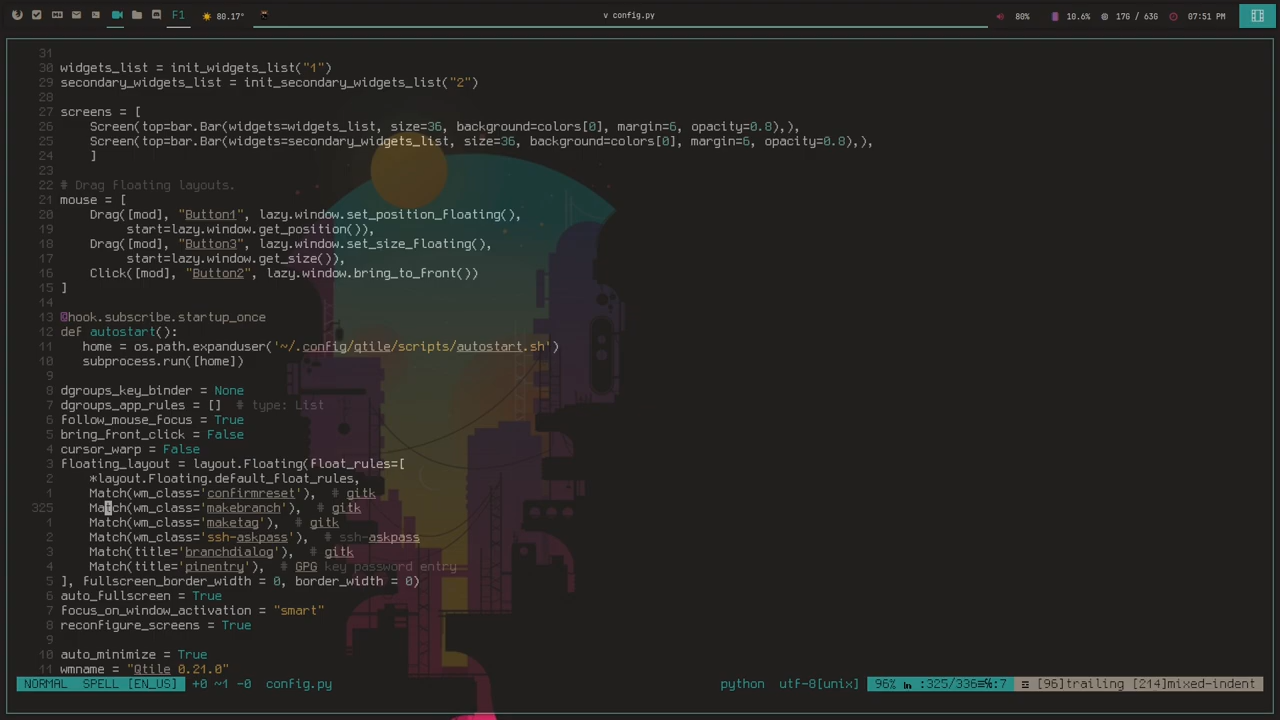 F1 80.17° v config.py 80% 10.6% 17G / 63G 07:51 PM
31
30 widgets_list = init_widgets_list("1")
29 secondary_widgets_list = init_secondary_widgets_list("2")
28
27 screens = [
26 Screen(top=bar.Bar(widgets=widgets_list, size=36, background=colors[0], margin=6, opacity=0.8),),
25 Screen(top=bar.Bar(widgets=secondary_widgets_list, size=36, background=colors[0], margin=6, opacity=0.8),),
24 ]
23
22 # Drag floating layouts.
21 mouse = [
20 Drag([mod], "Button1", lazy.window.set_position_floating(),
19 start=lazy.window.get_position()),
18 Drag([mod], "Button3", lazy.window.set_size_floating(),
17 start=lazy.window.get_size()),
16 Click([mod], "Button2", lazy.window.bring_to_front())
15 ]
14
13 @hook.subscribe.startup_once
12 def autostart():
11 home = os.path.expanduser('~/.config/qtile/scripts/autostart.sh')
10 subprocess.run([home])
9
8 dgroups_key_binder = None
7 dgroups_app_rules = [] # type: List
6 follow_mouse_focus = True
5 bring_front_click = False
4 cursor_warp = False
3 floating_layout = layout.Floating(float_rules=[
2 *layout.Floating.default_float_rules,
1 Match(wm_class='confirmreset'), # gitk
325 Match(wm_class='makebranch'), # gitk
1 Match(wm_class='maketag'), # gitk
2 Match(wm_class='ssh-askpass'), # ssh-askpass
3 Match(title='branchdialog'), # gitk
4 Match(title='pinentry'), # GPG key password entry
5 ], fullscreen_border_width = 0, border_width = 0)
6 auto_fullscreen = True
7 focus_on_window_activation = "smart"
8 reconfigure_screens = True
9
10 auto_minimize = True
11 wmname = "Qtile 0.21.0"
NORMAL SPELL [EN_US] +0 ~1 -0 config.py python utf-8[unix] 96% ln :325/336≡%:7 [96]trailing [214]mixed-indent